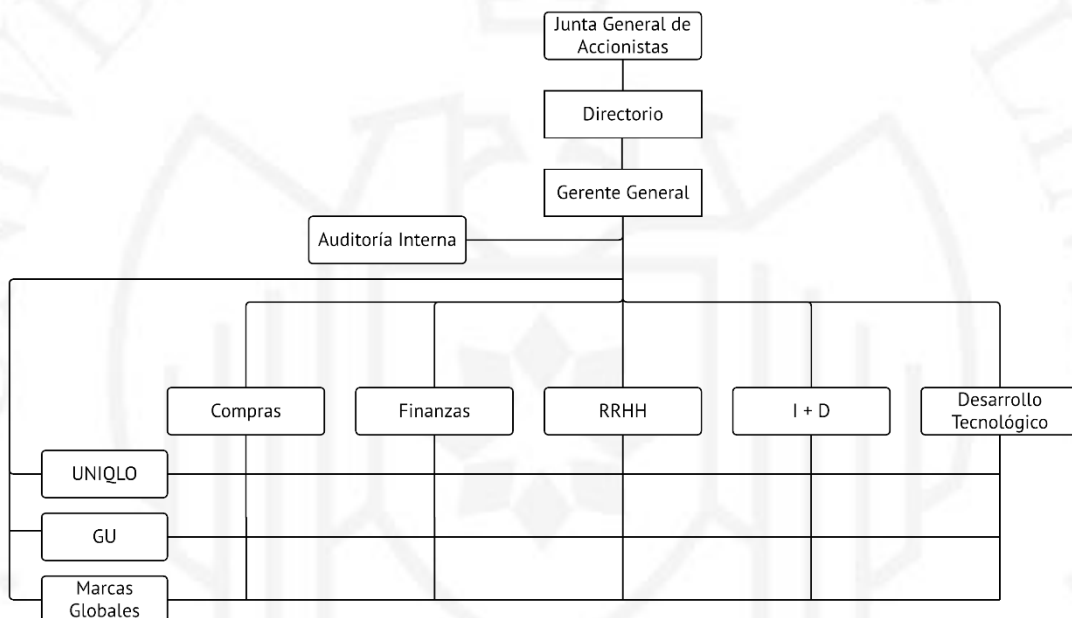 Junta General de
Accionistas
Directorio
Gerente General
Auditoría Interna
Compras
Finanzas
RRHH
I + D
Desarrollo
Tecnológico
UNIQLO
GU
Marcas
Globales